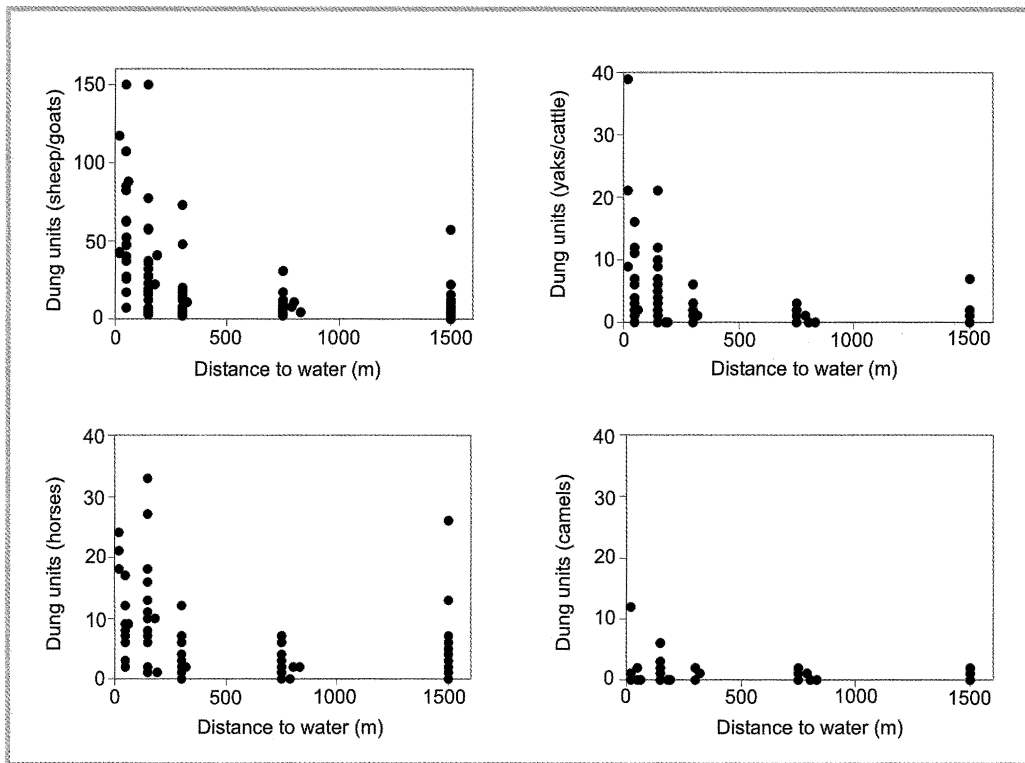 Dung units (sheep/goats)
150
100
50
0
0 500 1000 1500
Distance to water (m)
Dung units (yaks/cattle)
40
30
20
10
0
0 500 1000 1500
Distance to water (m)
Dung units (horses)
40
30
20
10
0
0 500 1000 1500
Distance to water (m)
Dung units (camels)
40
30
20
10
0
0 500 1000 1500
Distance to water (m)